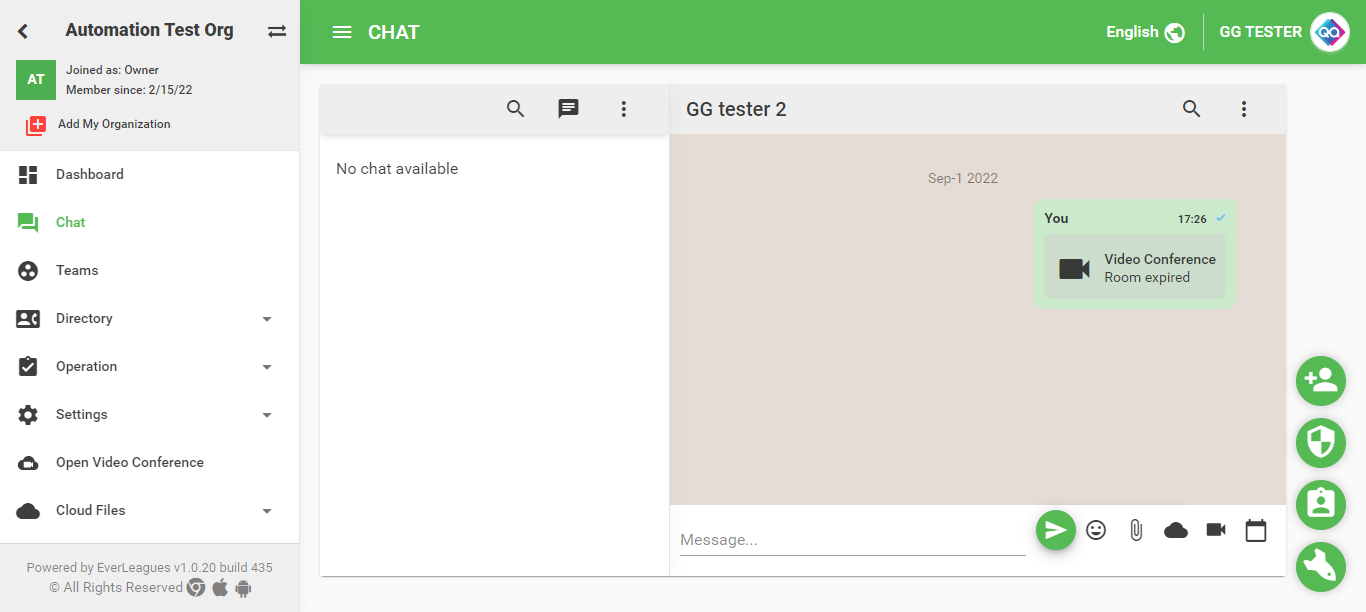 Automation Test Org
AT
Joined as: Owner
Member since: 2/15/22
Add My Organization
Dashboard
Chat
Teams
Directory
Operation
Settings
Open Video Conference
Cloud Files
Powered by EverLeagues v1.0.20 build 435
© All Rights Reserved
CHAT
English
GG TESTER
No chat available
GG tester 2
Sep-1 2022
You 17:26
Video Conference
Room expired
Message...